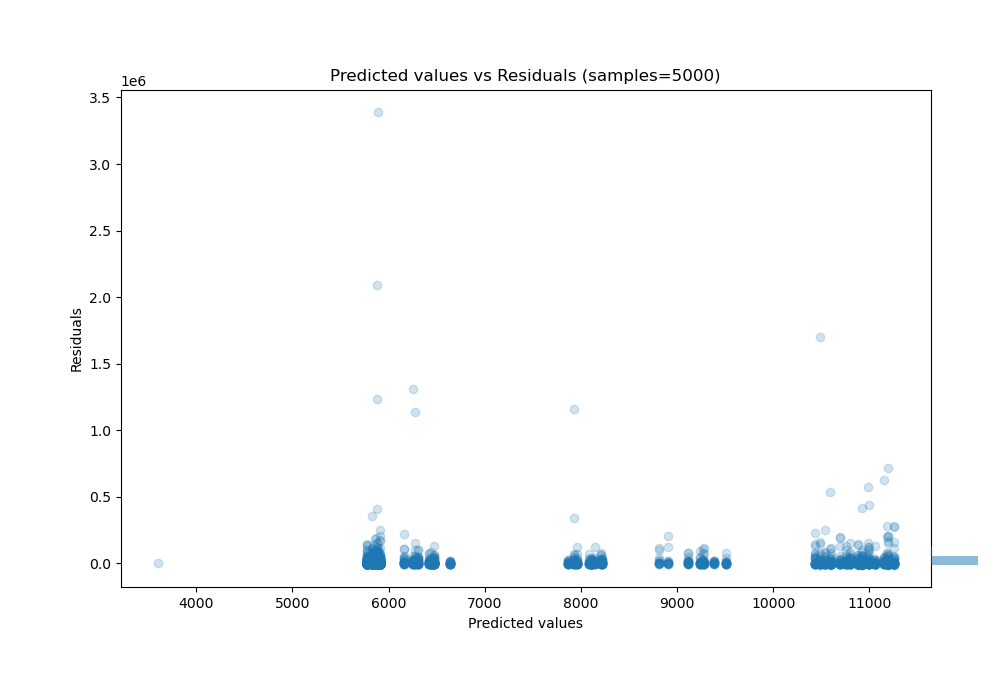 Predicted values vs Residuals (samples=5000)
1e6
3.5
3.0
2.5
2.0
1.5
1.0
0.5
0.0
Residuals
4000 5000 6000 7000 8000 9000 10000 11000
Predicted values